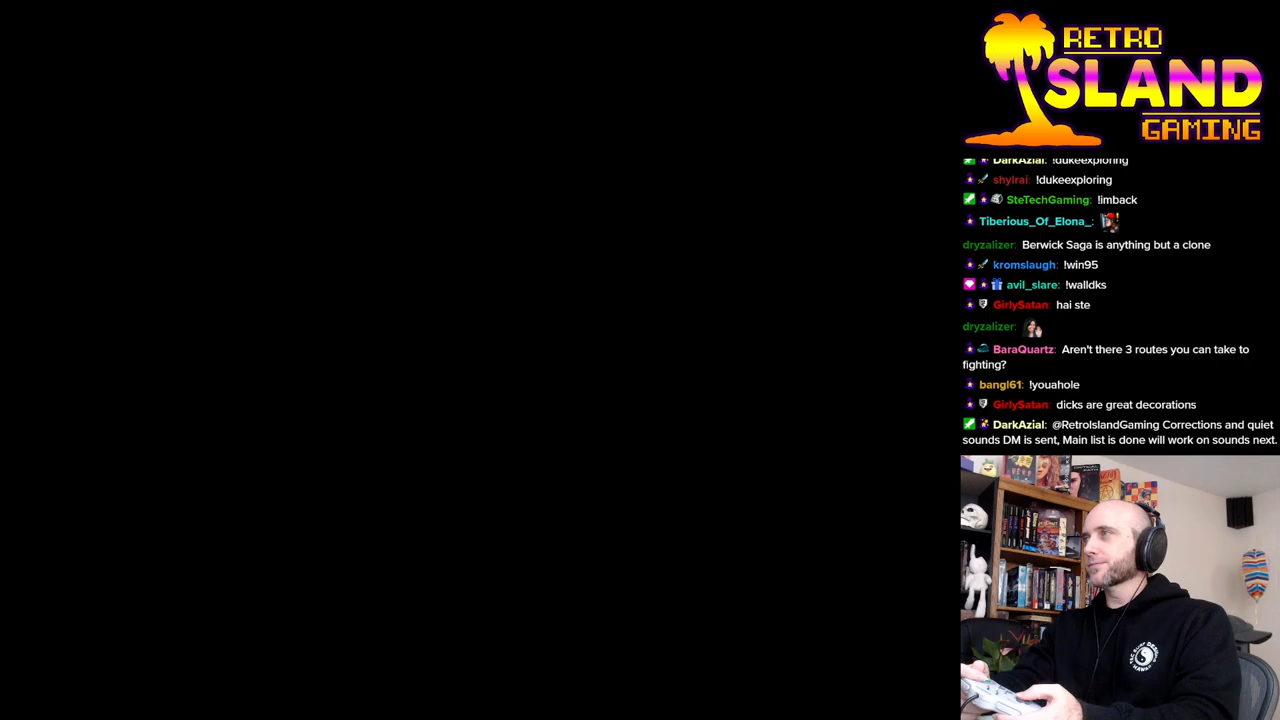 RETRO
ISLAND
GAMING
DarkAzial: !dukeexploring
shylrai: !dukeexploring
SteTechGaming: !imback
Tiberious_Of_Elona_:
dryzalizer: Berwick Saga is anything but a clone
kromslaugh: !win95
avil_slare: !walldks
GirlySatan: hai ste
dryzalizer:
BaraQuartz: Aren't there 3 routes you can take to
fighting?
bangl61: !youahole
GirlySatan: dicks are great decorations
DarkAzial: @RetroIslandGaming Corrections and quiet
sounds DM is sent, Main list is done will work on sounds next.